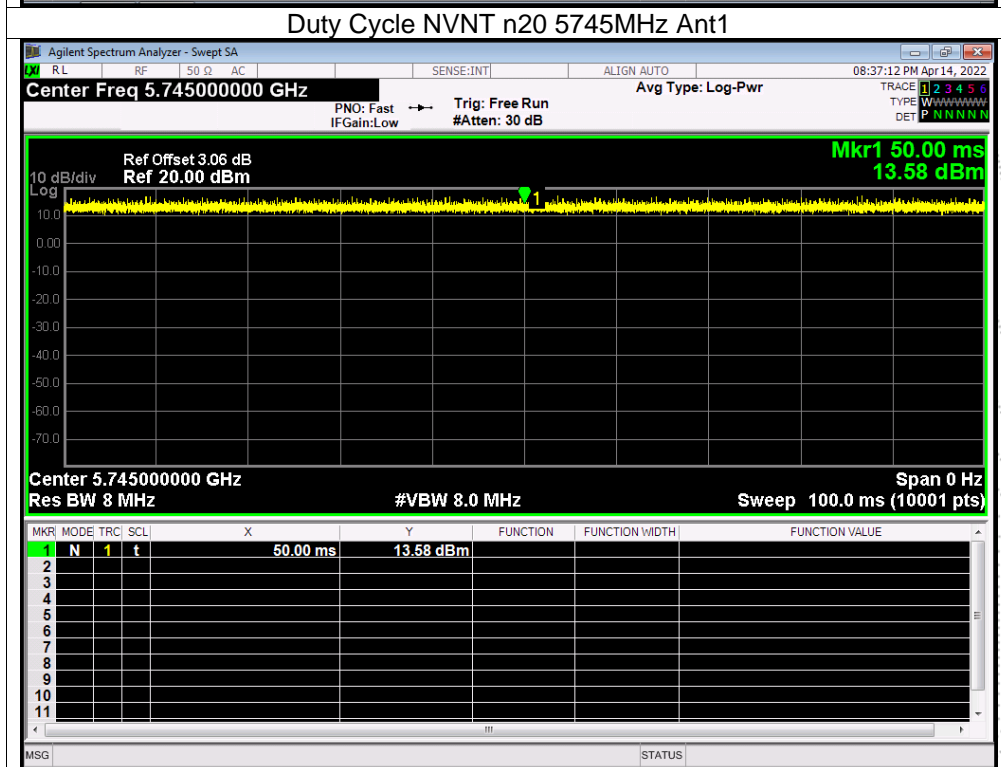 Duty Cycle NVNT n20 5745MHz Ant1
Agilent Spectrum Analyzer - Swept SA
LXI RL RF 50 Ω AC SENSE:INT ALIGN AUTO 08:37:12 PM Apr 14, 2022
Center Freq 5.745000000 GHz Avg Type: Log-Pwr TRACE 1 2 3 4 5 6
PNO: Fast Trig: Free Run TYPE WWWWWW
IFGain:Low #Atten: 30 dB DET P N N N N N
Mkr1 50.00 ms
Ref Offset 3.06 dB
10 dB/div Ref 20.00 dBm 13.58 dBm
Log
1
10.0
0.00
-10.0
-20.0
-30.0
-40.0
-50.0
-60.0
-70.0
Center 5.745000000 GHz Span 0 Hz
Res BW 8 MHz #VBW 8.0 MHz Sweep 100.0 ms (10001 pts)
MKR MODE TRC SCL X Y FUNCTION FUNCTION WIDTH FUNCTION VALUE
1 N 1 t 50.00 ms 13.58 dBm
2
3
4
5
6
7
8
9
10
11
MSG STATUS